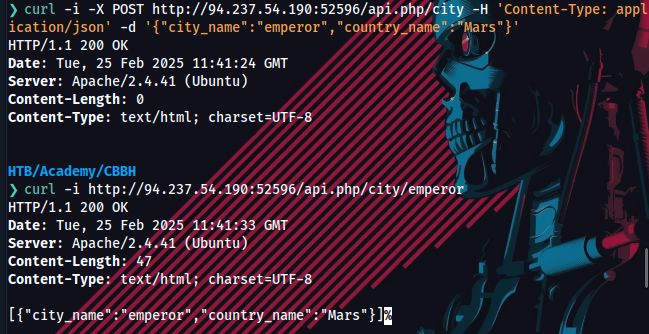 ❯ curl -i -X POST http://94.237.54.190:52596/api.php/city -H 'Content-Type: appl
ication/json' -d '{"city_name":"emperor","country_name":"Mars"}'
HTTP/1.1 200 OK
Date: Tue, 25 Feb 2025 11:41:24 GMT
Server: Apache/2.4.41 (Ubuntu)
Content-Length: 0
Content-Type: text/html; charset=UTF-8
HTB/Academy/CBBH
❯ curl -i http://94.237.54.190:52596/api.php/city/emperor
HTTP/1.1 200 OK
Date: Tue, 25 Feb 2025 11:41:33 GMT
Server: Apache/2.4.41 (Ubuntu)
Content-Length: 47
Content-Type: text/html; charset=UTF-8
[{"city_name":"emperor","country_name":"Mars"}]%